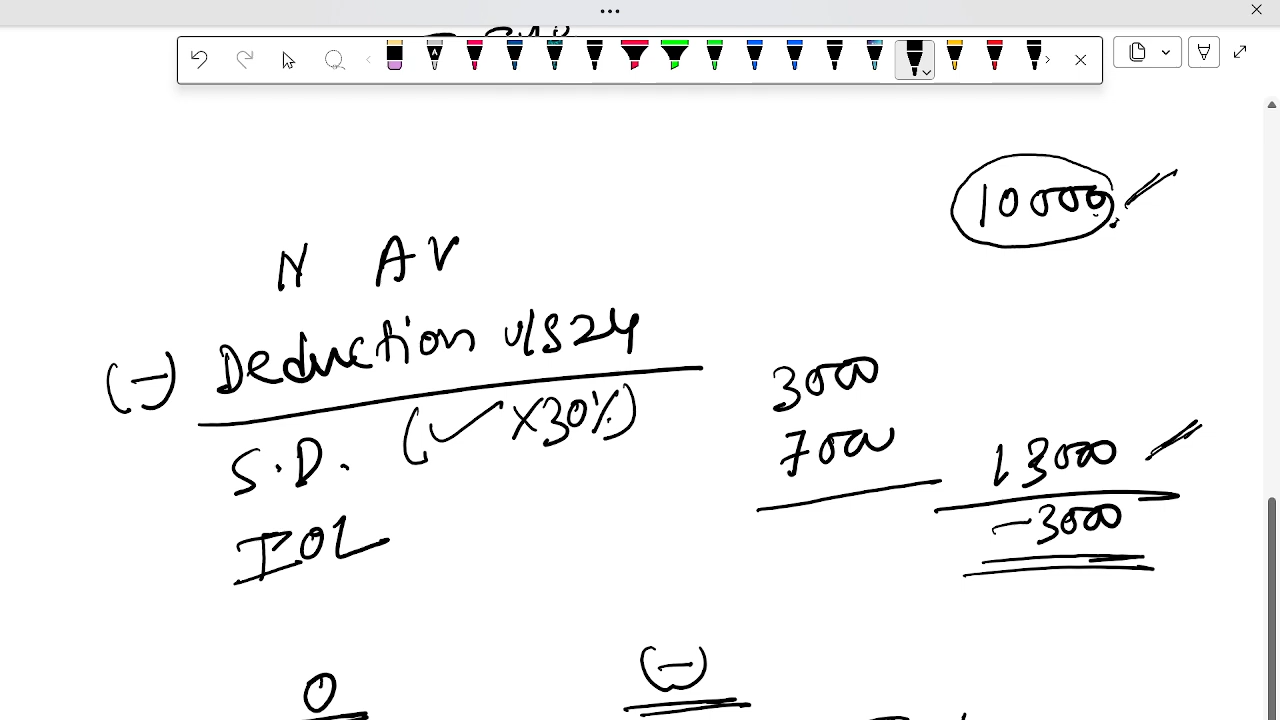 10000
N AV
(-) Deduction u/s 24
S.D. (✓ x30%) 3000
7000 13000
-3000
IOL
0 (-)